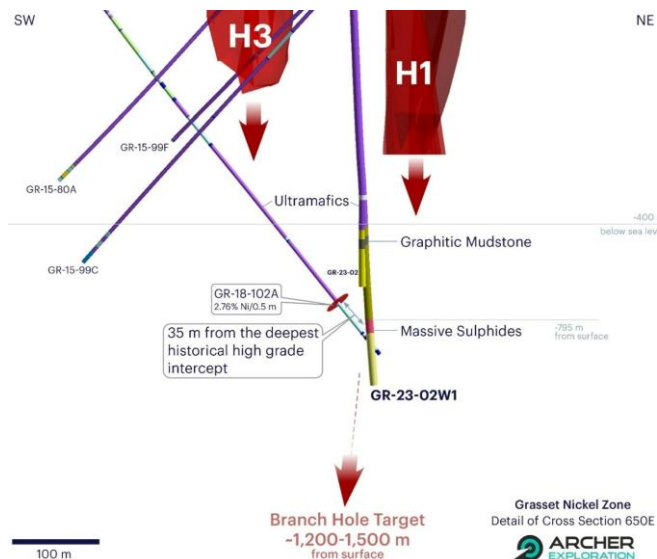 SW
NE
H3
H1
GR-15-99F
GR-15-80A
Ultramafics
-400
below sea lev
Graphitic Mudstone
GR-15-99C
GR-23-02
GR-18-102A
2.76% Ni/0.5 m
Massive Sulphides
-795 m
from surface
35 m from the deepest
historical high grade
intercept
GR-23-02W1
Branch Hole Target
~1,200-1,500 m
from surface
Grasset Nickel Zone
Detail of Cross Section 650E
100 m
ARCHER
EXPLORATION